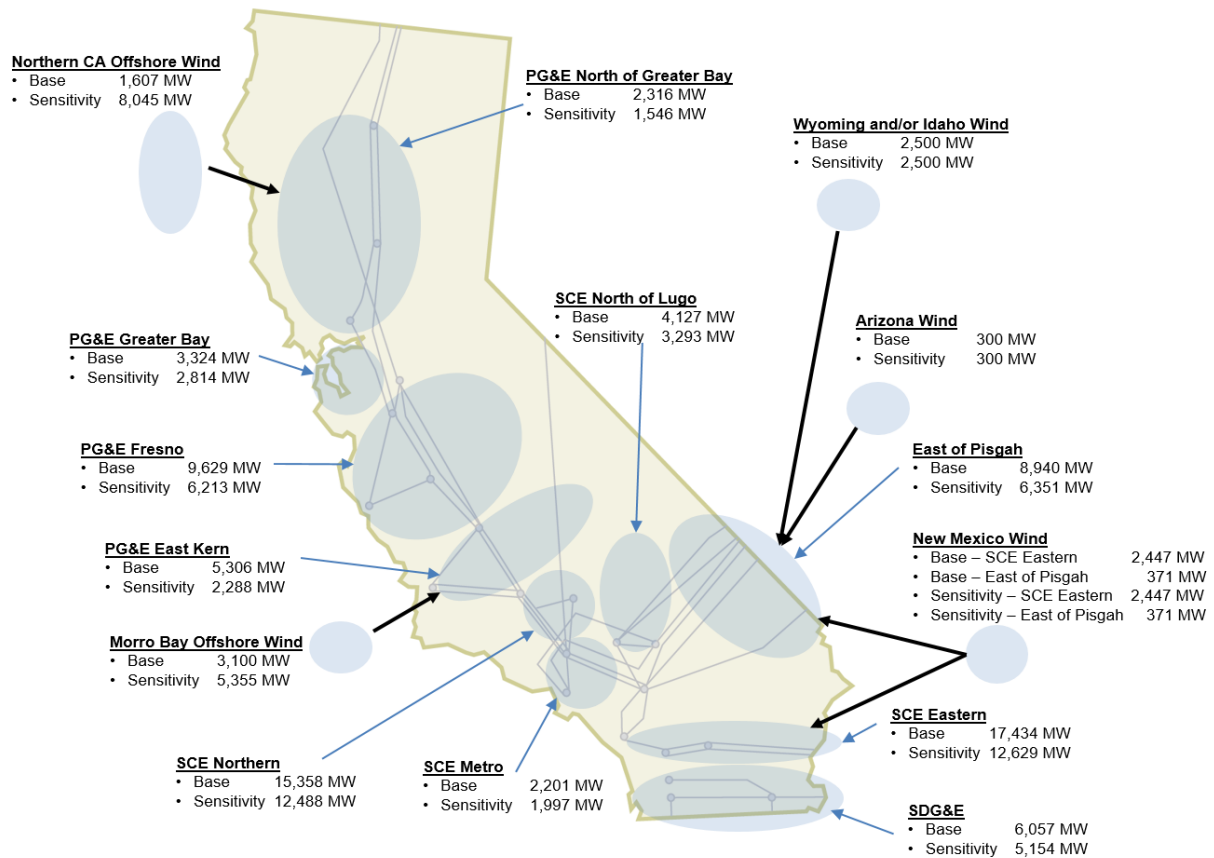 Northern CA Offshore Wind
• Base 1,607 MW
• Sensitivity 8,045 MW
PG&E North of Greater Bay
• Base 2,316 MW
• Sensitivity 1,546 MW
Wyoming and/or Idaho Wind
• Base 2,500 MW
• Sensitivity 2,500 MW
SCE North of Lugo
• Base 4,127 MW
• Sensitivity 3,293 MW
Arizona Wind
• Base 300 MW
• Sensitivity 300 MW
PG&E Greater Bay
• Base 3,324 MW
• Sensitivity 2,814 MW
PG&E Fresno
• Base 9,629 MW
• Sensitivity 6,213 MW
East of Pisgah
• Base 8,940 MW
• Sensitivity 6,351 MW
New Mexico Wind
• Base – SCE Eastern 2,447 MW
• Base – East of Pisgah 371 MW
• Sensitivity – SCE Eastern 2,447 MW
• Sensitivity – East of Pisgah 371 MW
PG&E East Kern
• Base 5,306 MW
• Sensitivity 2,288 MW
Morro Bay Offshore Wind
• Base 3,100 MW
• Sensitivity 5,355 MW
SCE Eastern
• Base 17,434 MW
• Sensitivity 12,629 MW
SCE Northern
• Base 15,358 MW
• Sensitivity 12,488 MW
SCE Metro
• Base 2,201 MW
• Sensitivity 1,997 MW
SDG&E
• Base 6,057 MW
• Sensitivity 5,154 MW